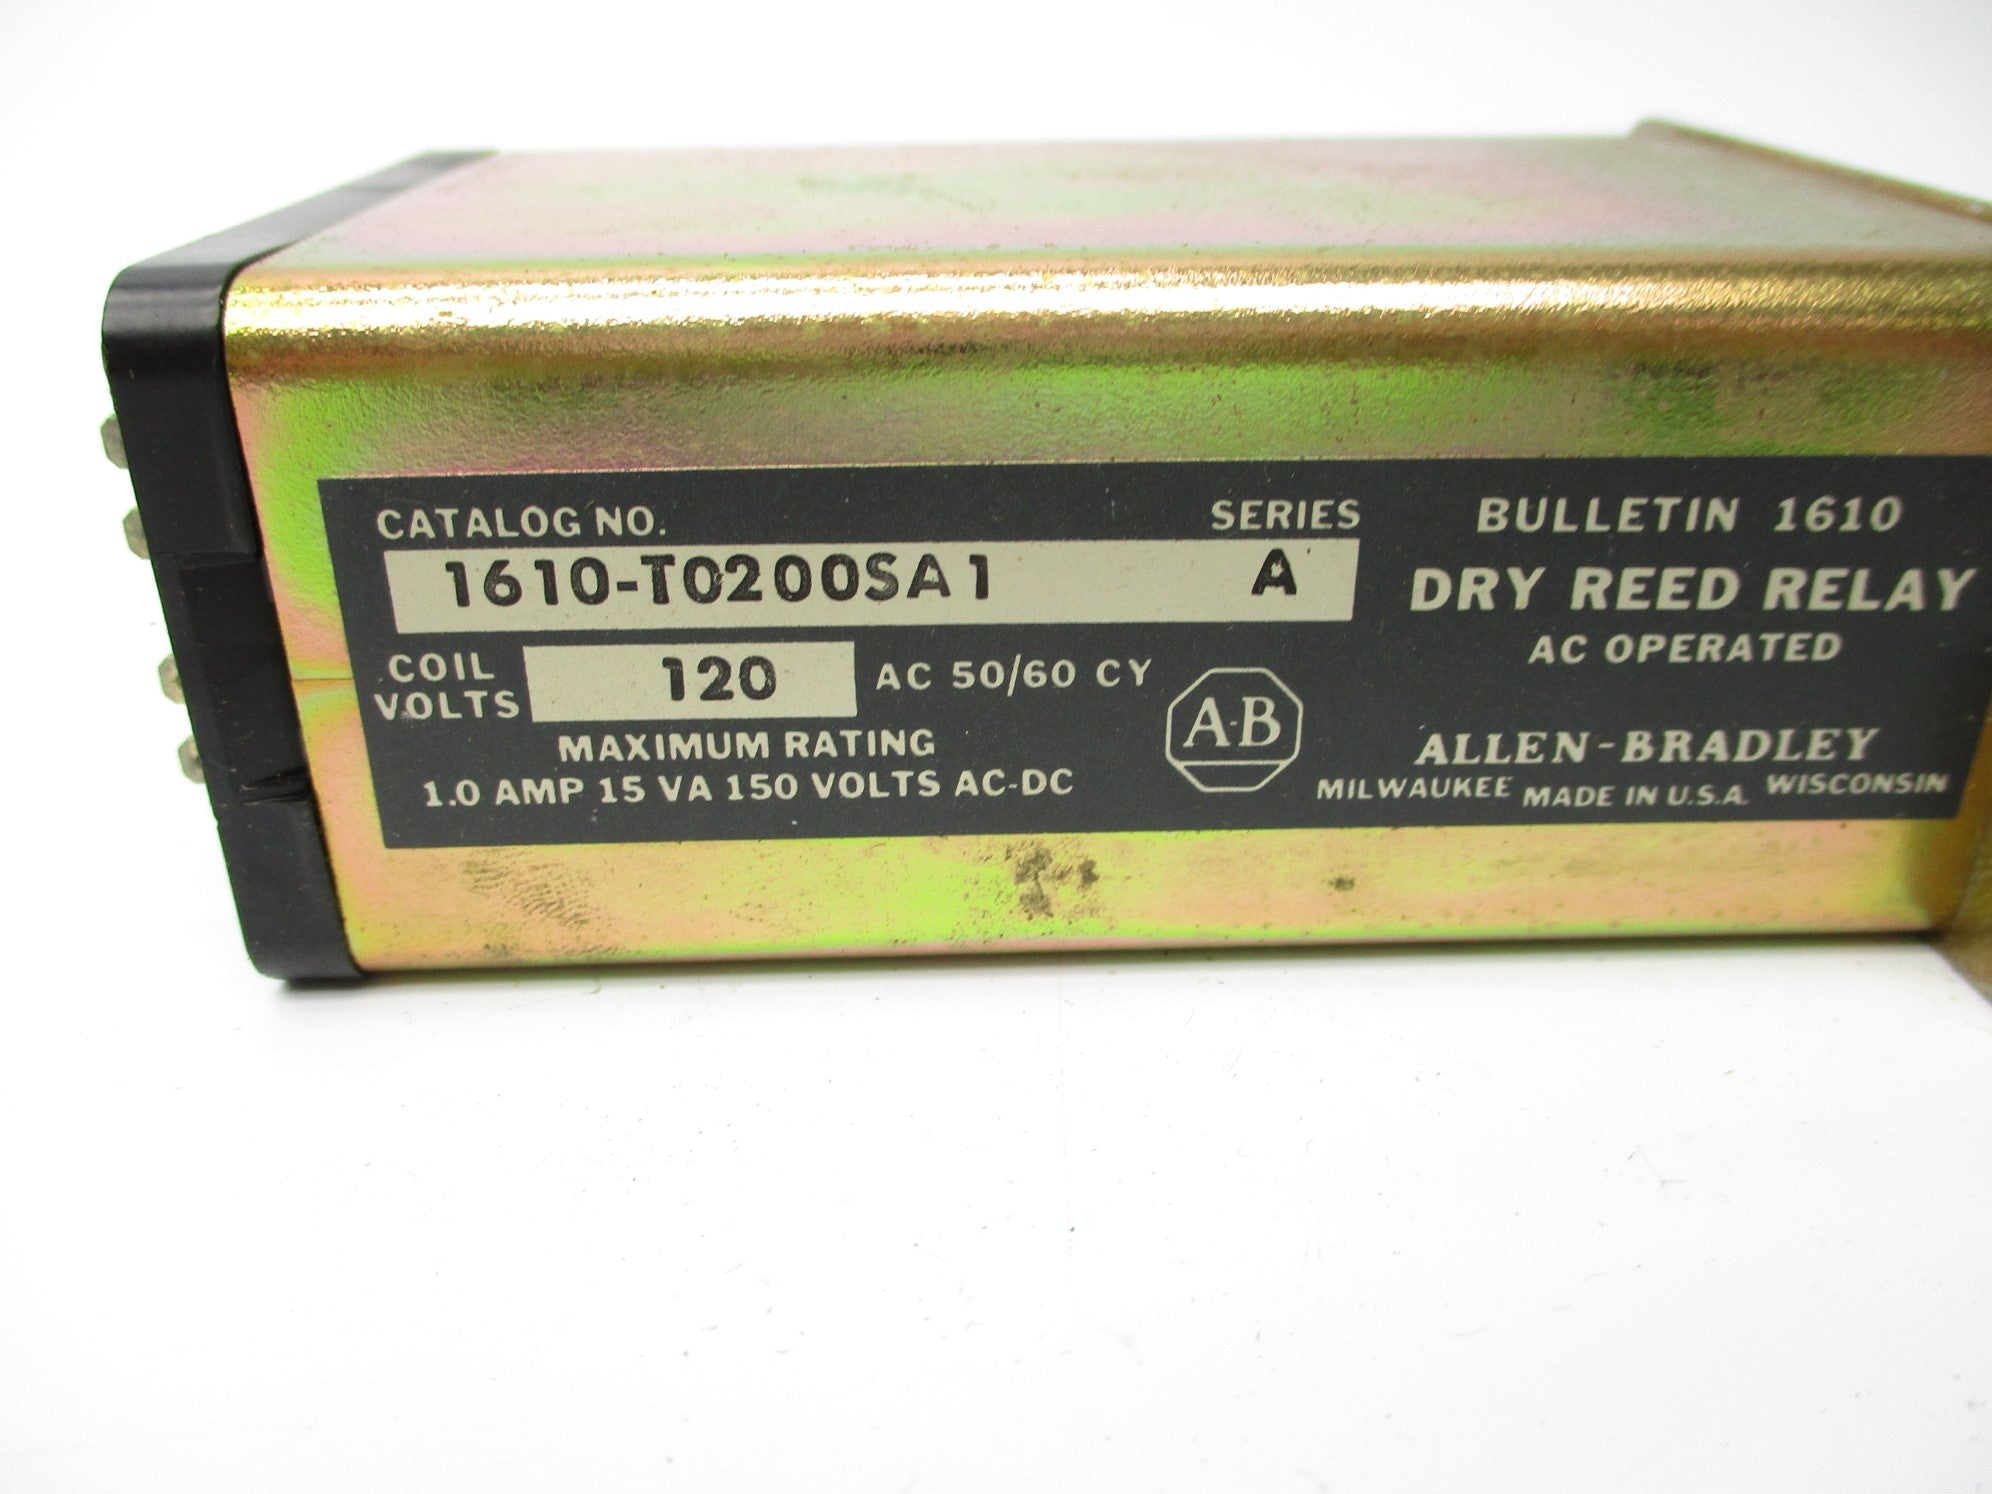 CATALOG NO. SERIES
1610-T0200SA1 A
COIL VOLTS 120 AC 50/60 CY
MAXIMUM RATING
1.0 AMP 15 VA 150 VOLTS AC-DC
A-B
BULLETIN 1610
DRY REED RELAY
AC OPERATED
ALLEN-BRADLEY
MILWAUKEE MADE IN U.S.A. WISCONSIN